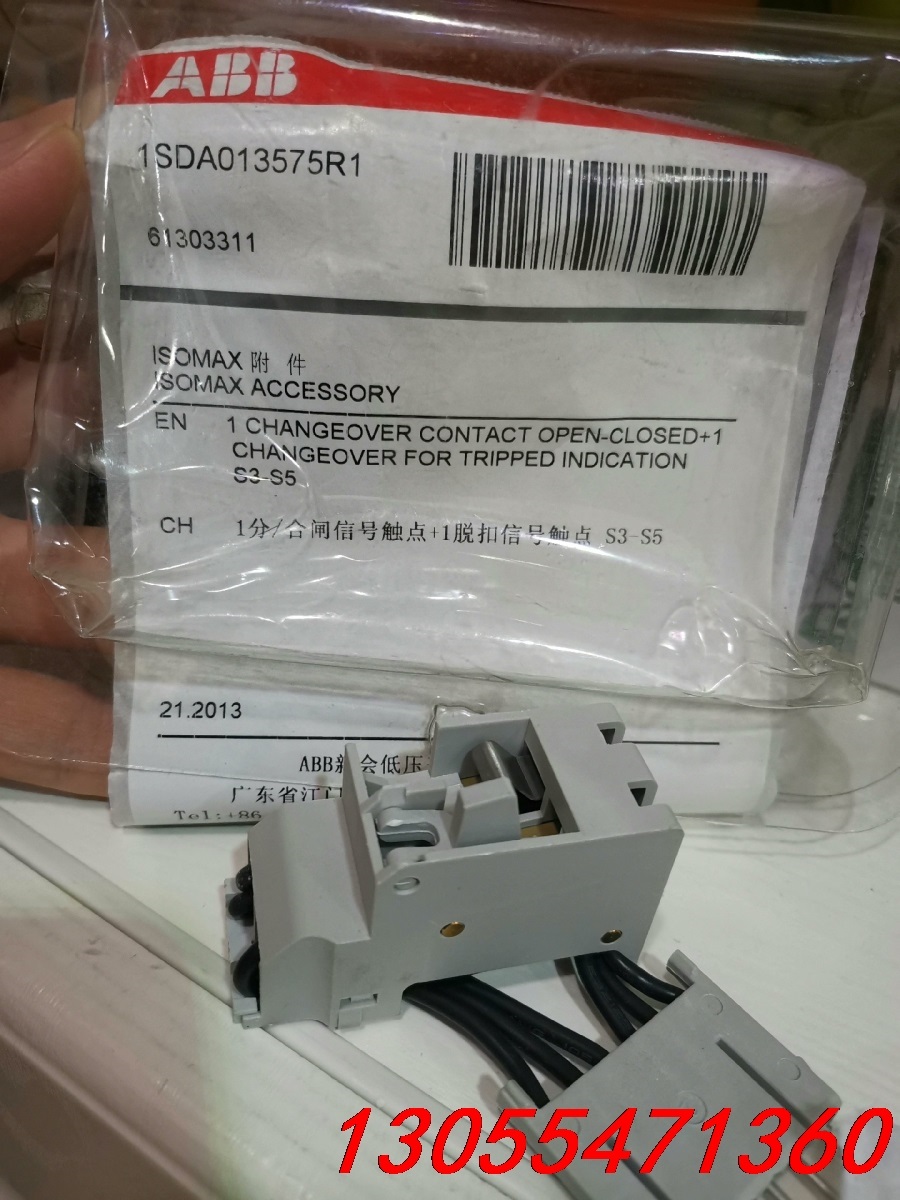 ABB
1SDA013575R1
61303311
ISOMAX 附 件
ISOMAX ACCESSORY
EN 1 CHANGEOVER CONTACT OPEN-CLOSED+1
CHANGEOVER FOR TRIPPED INDICATION
S3-S5
CH 1分/合闸信号触点+1脱扣信号触点 S3-S5
21.2013
ABB新会低压
广东省江门
Tel:+86
13055471360